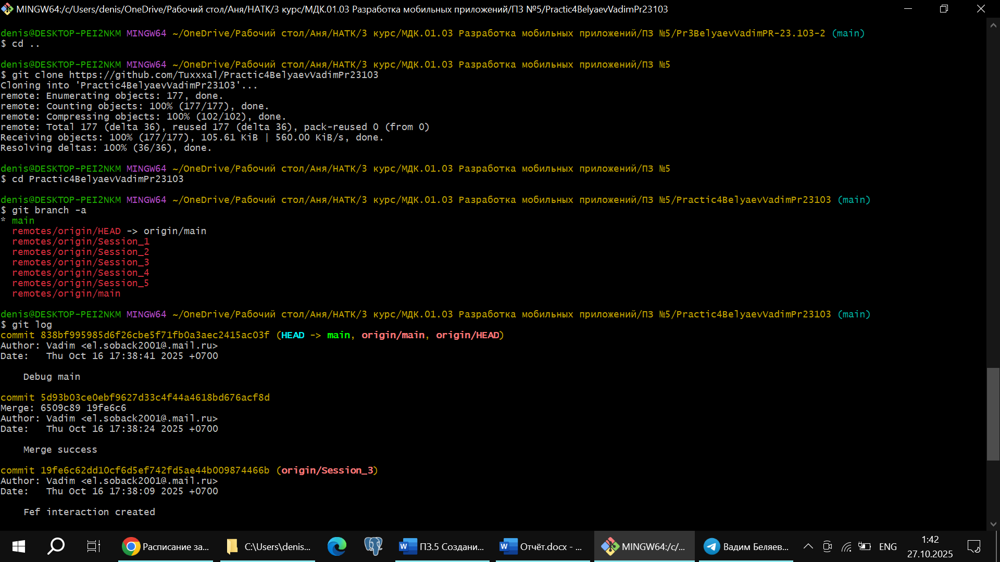 MINGW64:/c/Users/denis/OneDrive/Рабочий стол/Аня/НАТК/3 курс/МДК.01.03 Разработка мобильных приложений/ПЗ №5/Practic4BelyaevVadimPr23103
denis@DESKTOP-PEI2NKM MINGW64 ~/OneDrive/Рабочий стол/Аня/НАТК/3 курс/МДК.01.03 Разработка мобильных приложений/ПЗ №5/Pr3BelyaevVadimPR-23.103-2 (main)
$ cd ..
denis@DESKTOP-PEI2NKM MINGW64 ~/OneDrive/Рабочий стол/Аня/НАТК/3 курс/МДК.01.03 Разработка мобильных приложений/ПЗ №5
$ git clone https://github.com/Tuxxxal/Practic4BelyaevVadimPr23103
Cloning into 'Practic4BelyaevVadimPr23103'...
remote: Enumerating objects: 177, done.
remote: Counting objects: 100% (177/177), done.
remote: Compressing objects: 100% (102/102), done.
remote: Total 177 (delta 36), reused 177 (delta 36), pack-reused 0 (from 0)
Receiving objects: 100% (177/177), 105.61 KiB | 560.00 KiB/s, done.
Resolving deltas: 100% (36/36), done.
denis@DESKTOP-PEI2NKM MINGW64 ~/OneDrive/Рабочий стол/Аня/НАТК/3 курс/МДК.01.03 Разработка мобильных приложений/ПЗ №5
$ cd Practic4BelyaevVadimPr23103
denis@DESKTOP-PEI2NKM MINGW64 ~/OneDrive/Рабочий стол/Аня/НАТК/3 курс/МДК.01.03 Разработка мобильных приложений/ПЗ №5/Practic4BelyaevVadimPr23103 (main)
$ git branch -a
* main
remotes/origin/HEAD -> origin/main
remotes/origin/Session_1
remotes/origin/Session_2
remotes/origin/Session_3
remotes/origin/Session_4
remotes/origin/Session_5
remotes/origin/main
denis@DESKTOP-PEI2NKM MINGW64 ~/OneDrive/Рабочий стол/Аня/НАТК/3 курс/МДК.01.03 Разработка мобильных приложений/ПЗ №5/Practic4BelyaevVadimPr23103 (main)
$ git log
commit 838bf995985d6f26cbe5f71fb0a3aec2415ac03f (HEAD -> main, origin/main, origin/HEAD)
Author: Vadim <el.soback2001@.mail.ru>
Date:   Thu Oct 16 17:38:41 2025 +0700
Debug main
commit 5d93b03ce0ebf9627d33c4f44a4618bd676acf8d
Merge: 6509c89 19fe6c6
Author: Vadim <el.soback2001@.mail.ru>
Date:   Thu Oct 16 17:38:24 2025 +0700
Merge success
commit 19fe6c62dd10cf6d5ef742fd5ae44b009874466b (origin/Session_3)
Author: Vadim <el.soback2001@.mail.ru>
Date:   Thu Oct 16 17:38:09 2025 +0700
Fef interaction created
Расписание за...
C:\Users\denis...
ПЗ.5 Создани...
Отчёт.docx - ...
MINGW64:/c/...
Вадим Беляев...
ENG
1:42
27.10.2025